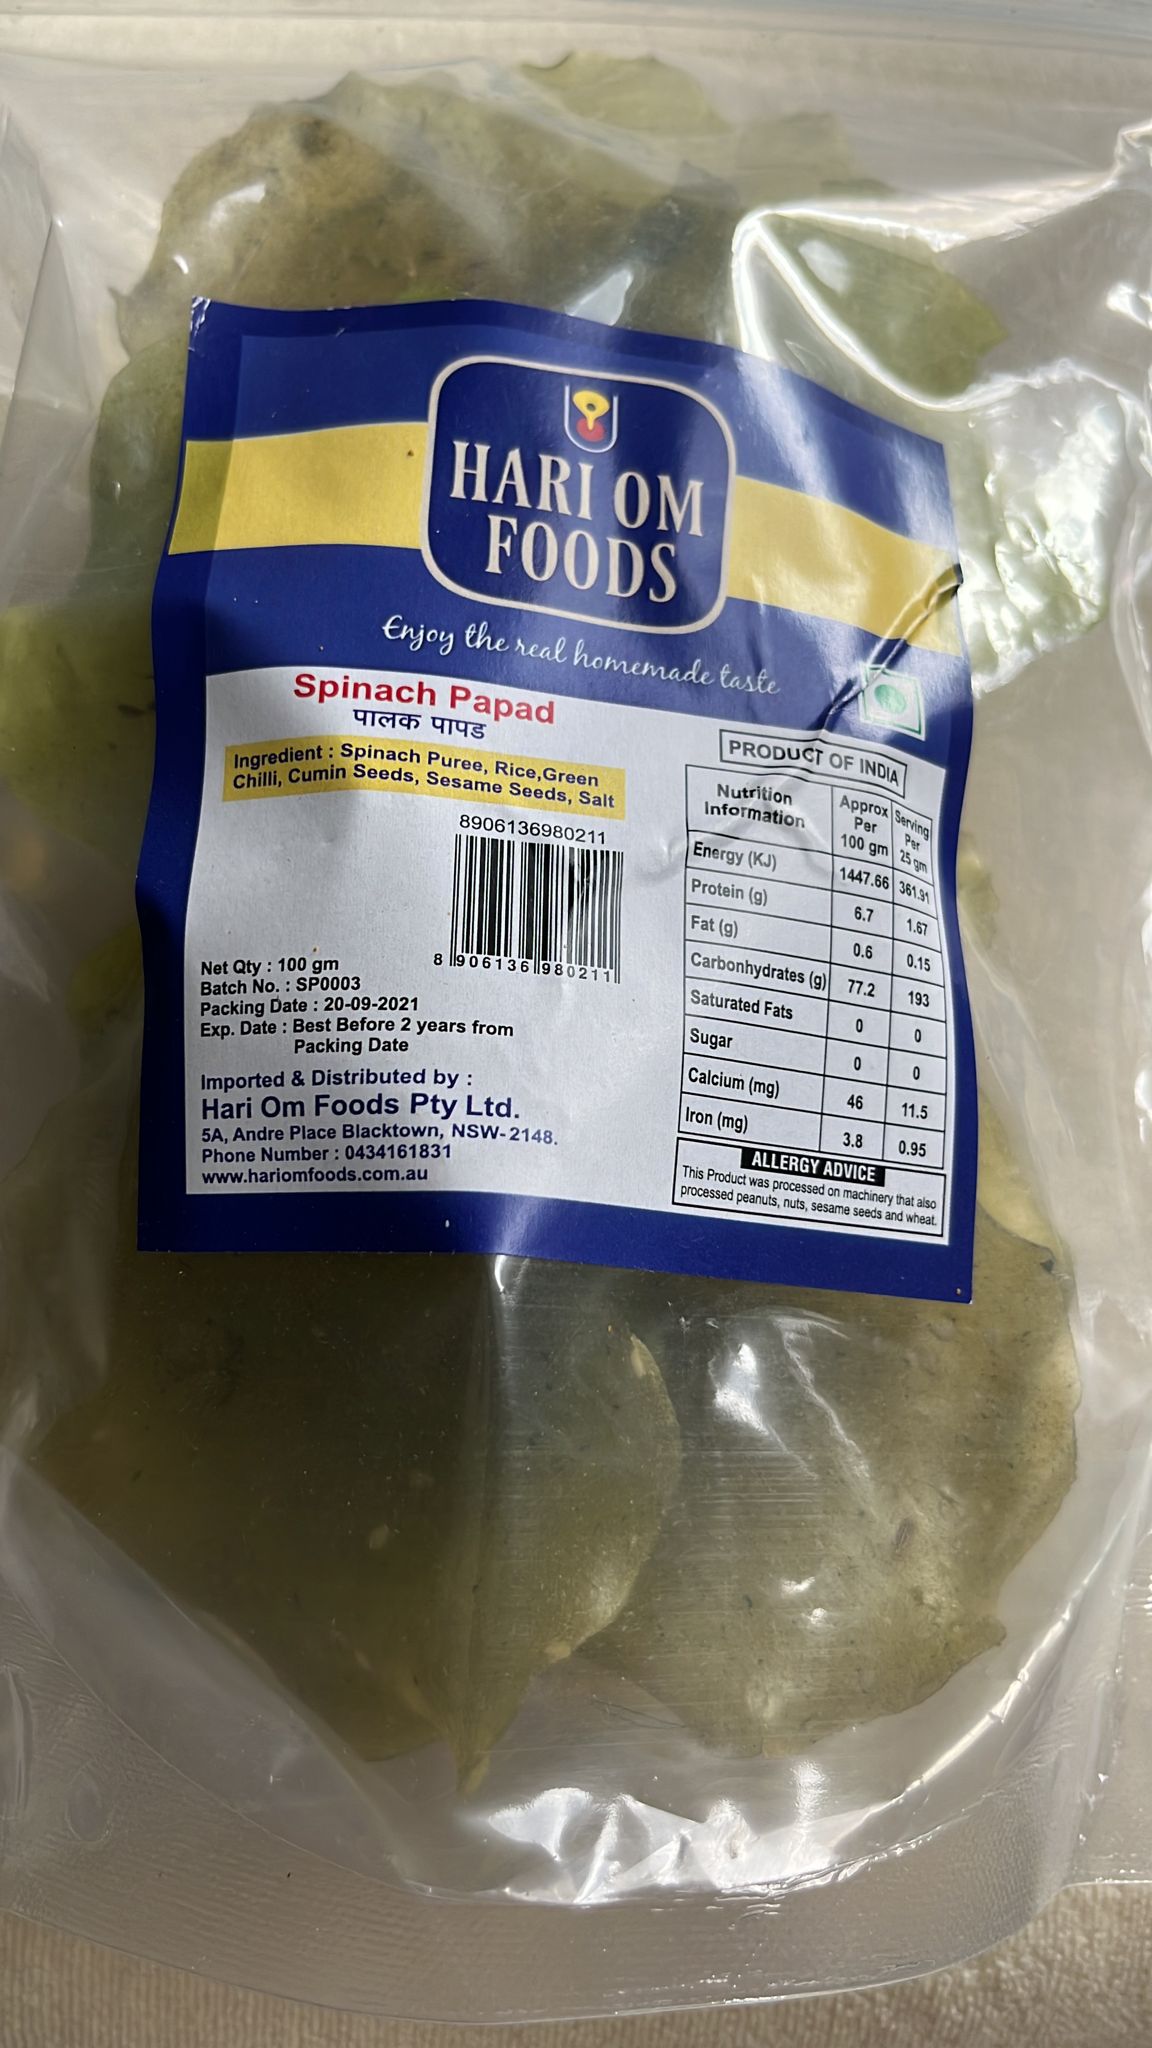 HARI OM
FOODS
Enjoy the real homemade taste
Spinach Papad
पालक पापड
Ingredient : Spinach Puree, Rice,Green
Chilli, Cumin Seeds, Sesame Seeds, Salt
8906136980211
8 906136 980211
Net Qty : 100 gm
Batch No. : SP0003
Packing Date : 20-09-2021
Exp. Date : Best Before 2 years from
Packing Date
Imported & Distributed by :
Hari Om Foods Pty Ltd.
5A, Andre Place Blacktown, NSW-2148.
Phone Number : 0434161831
www.hariomfoods.com.au
PRODUCT OF INDIA
Nutrition Information Approx Per 100 gm Serving Per 25 gm
Energy (KJ) 1447.66 361.91
Protein (g) 6.7 1.67
Fat (g) 0.6 0.15
Carbonhydrates (g) 77.2 193
Saturated Fats 0 0
Sugar 0 0
Calcium (mg) 46 11.5
Iron (mg) 3.8 0.95
ALLERGY ADVICE
This Product was processed on machinery that also
processed peanuts, nuts, sesame seeds and wheat.